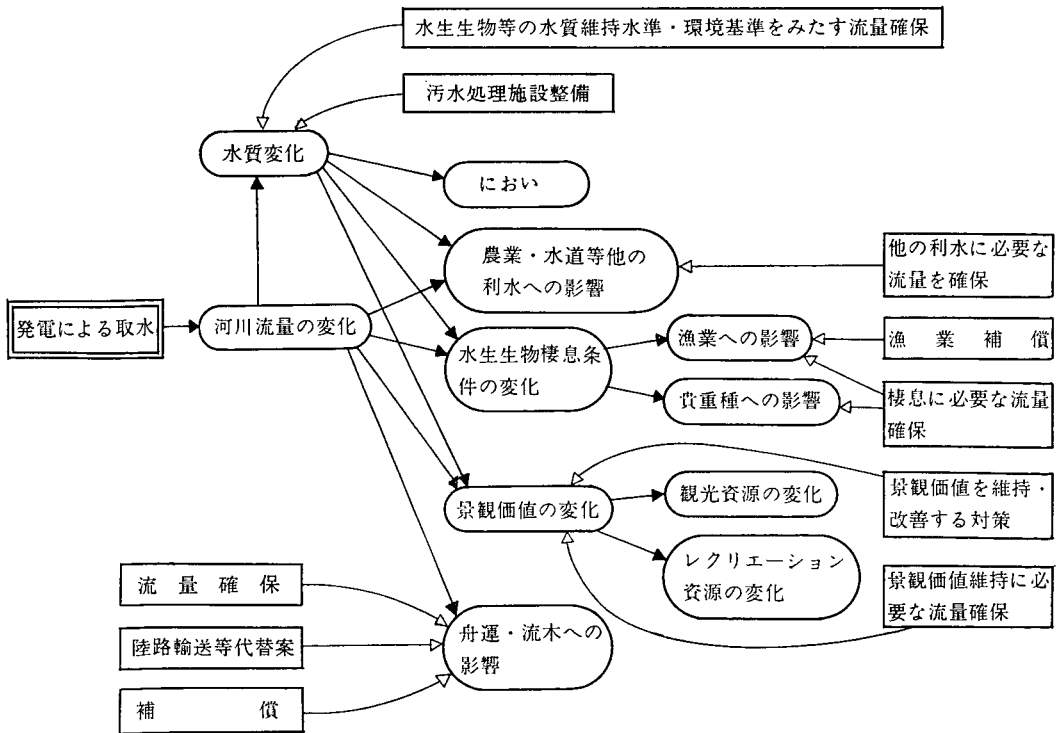 水生生物等の水質維持水準・環境基準をみたす流量確保
汚水処理施設整備
水質変化
におい
農業・水道等他の
利水への影響
他の利水に必要な
流量を確保
発電による取水
河川流量の変化
水生生物棲息条
件の変化
漁業への影響
漁業補償
貴重種への影響
棲息に必要な流量
確保
景観価値の変化
観光資源の変化
景観価値を維持・
改善する対策
レクリエーション
資源の変化
景観価値維持に必
要な流量確保
流量確保
陸路輸送等代替案
補償
舟運・流木への
影響